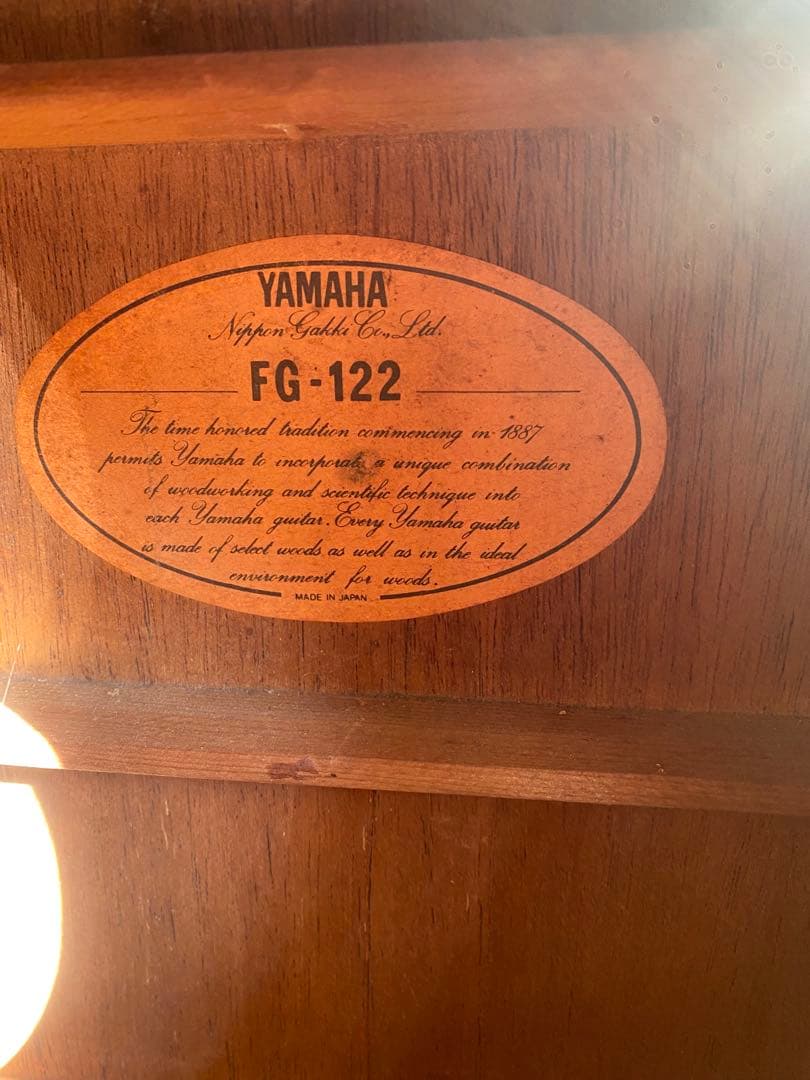 YAMAHA
Nippon Gakki Co., Ltd.
FG-122
The time honored tradition commencing in 1887
permits Yamaha to incorporate a unique combination
of woodworking and scientific technique into
each Yamaha guitar. Every Yamaha guitar
is made of select woods as well as in the ideal
environment for woods.
MADE IN JAPAN